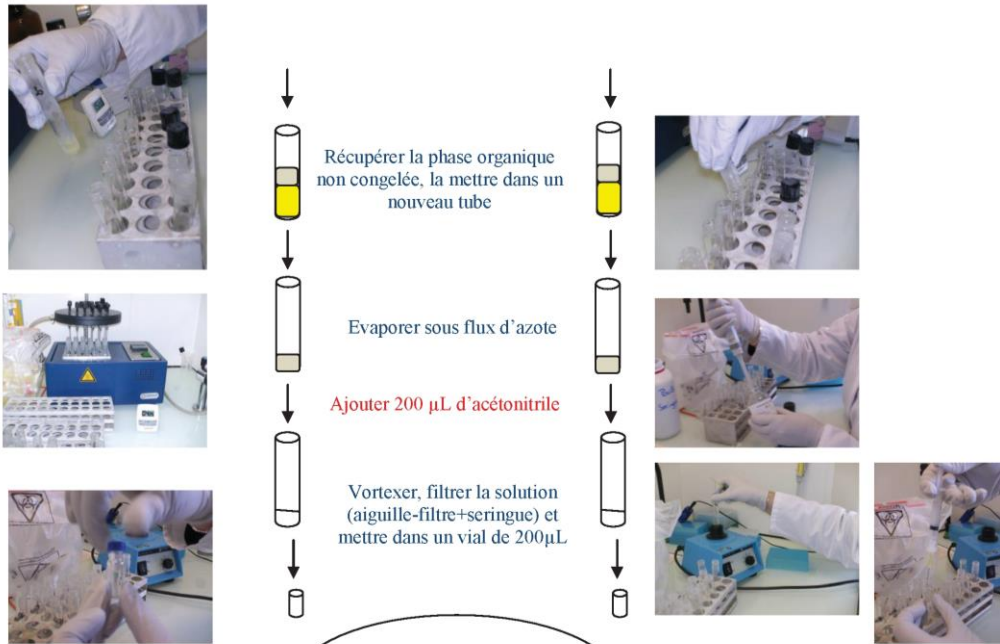 Récupérer la phase organique
non congelée, la mettre dans un
nouveau tube
Evaporer sous flux d'azote
Ajouter 200 µL d'acétonitrile
Vortexer, filtrer la solution
(aiguille-filtre+seringue) et
mettre dans un vial de 200µL